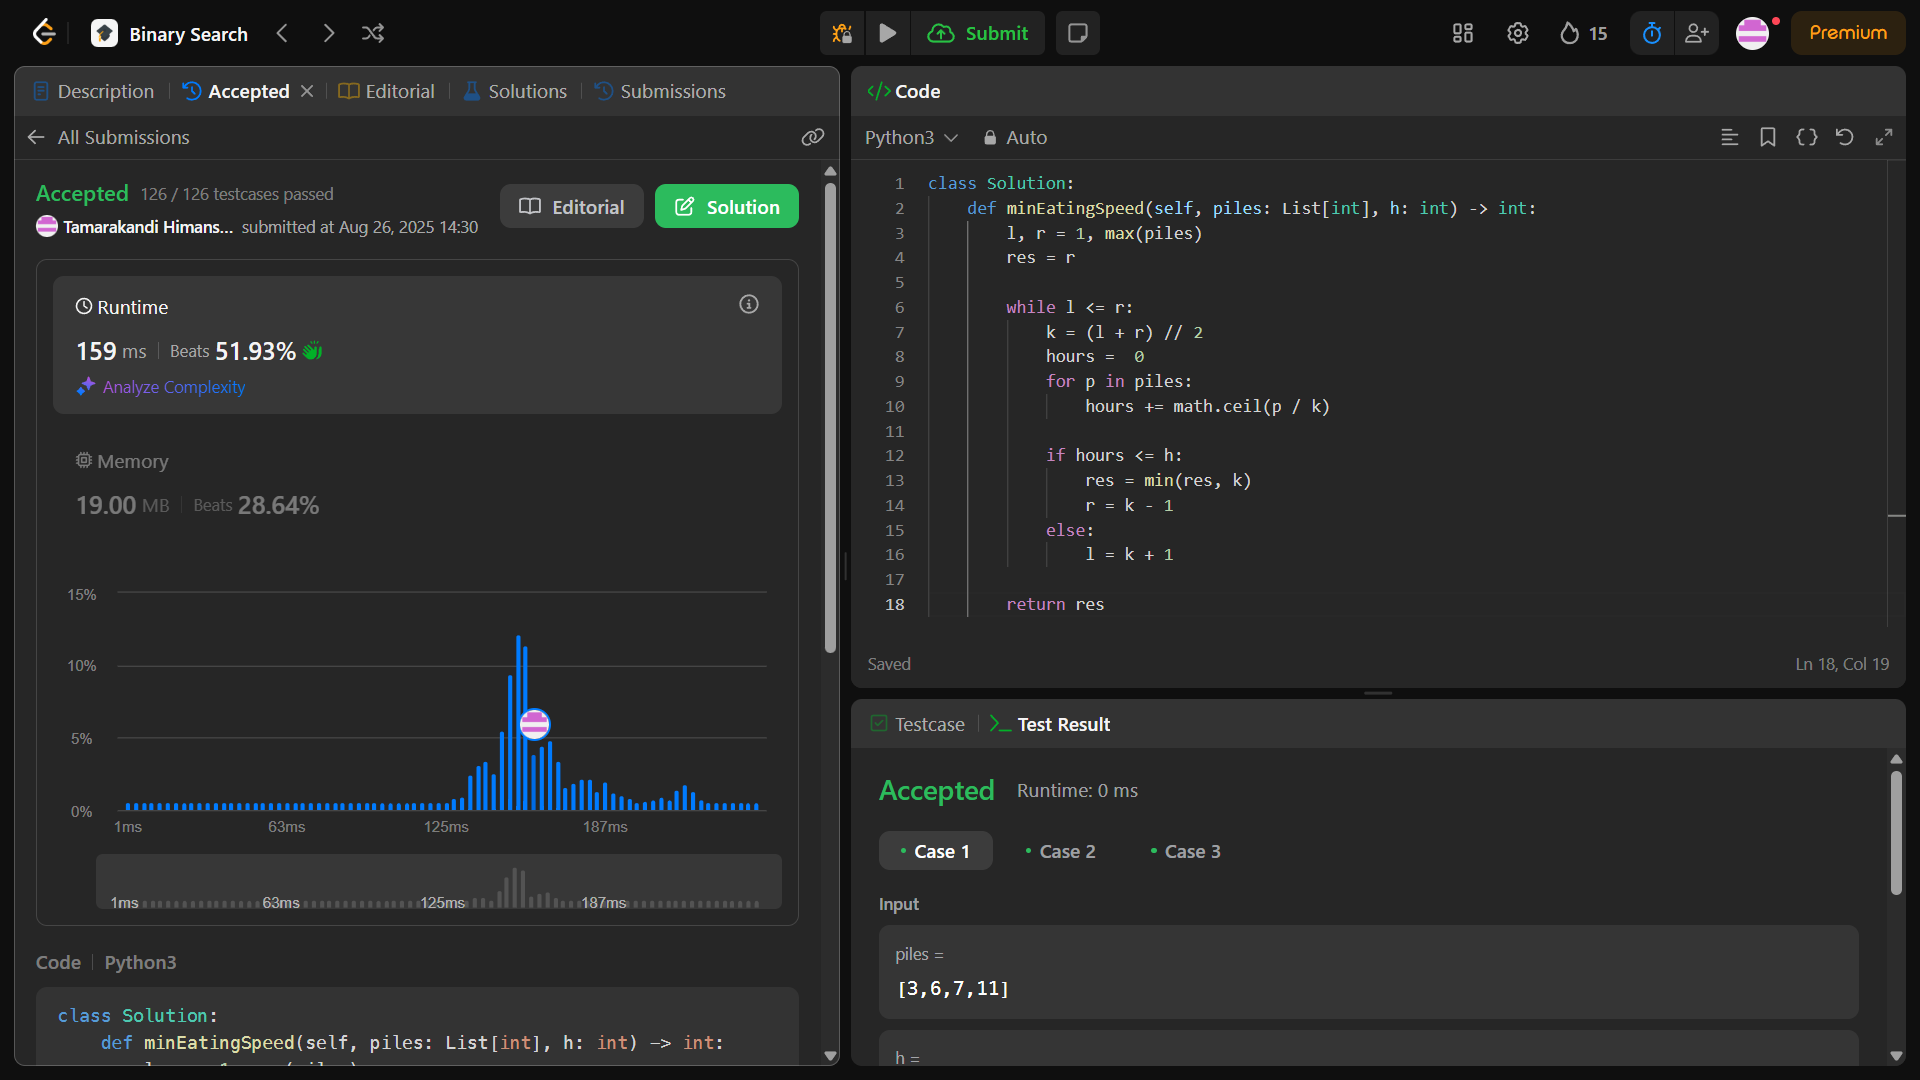 Binary Search
Submit
15
Premium
Description
Accepted
Editorial
Solutions
Submissions
All Submissions
Accepted 126 / 126 testcases passed
Tamarakandi Himans... submitted at Aug 26, 2025 14:30
Editorial
Solution
Runtime
159 ms Beats 51.93%
Analyze Complexity
Memory
19.00 MB Beats 28.64%
15%
10%
5%
0%
1ms 63ms 125ms 187ms
1ms 63ms 125ms 187ms
Code Python3
class Solution:
    def minEatingSpeed(self, piles: List[int], h: int) -> int:
</> Code
Python3 Auto
1 class Solution:
2     def minEatingSpeed(self, piles: List[int], h: int) -> int:
3         l, r = 1, max(piles)
4         res = r
5
6         while l <= r:
7             k = (l + r) // 2
8             hours =  0
9             for p in piles:
10                 hours += math.ceil(p / k)
11
12             if hours <= h:
13                 res = min(res, k)
14                 r = k - 1
15             else:
16                 l = k + 1
17
18         return res
Saved
Ln 18, Col 19
Testcase
Test Result
Accepted Runtime: 0 ms
Case 1
Case 2
Case 3
Input
piles =
[3,6,7,11]
h =